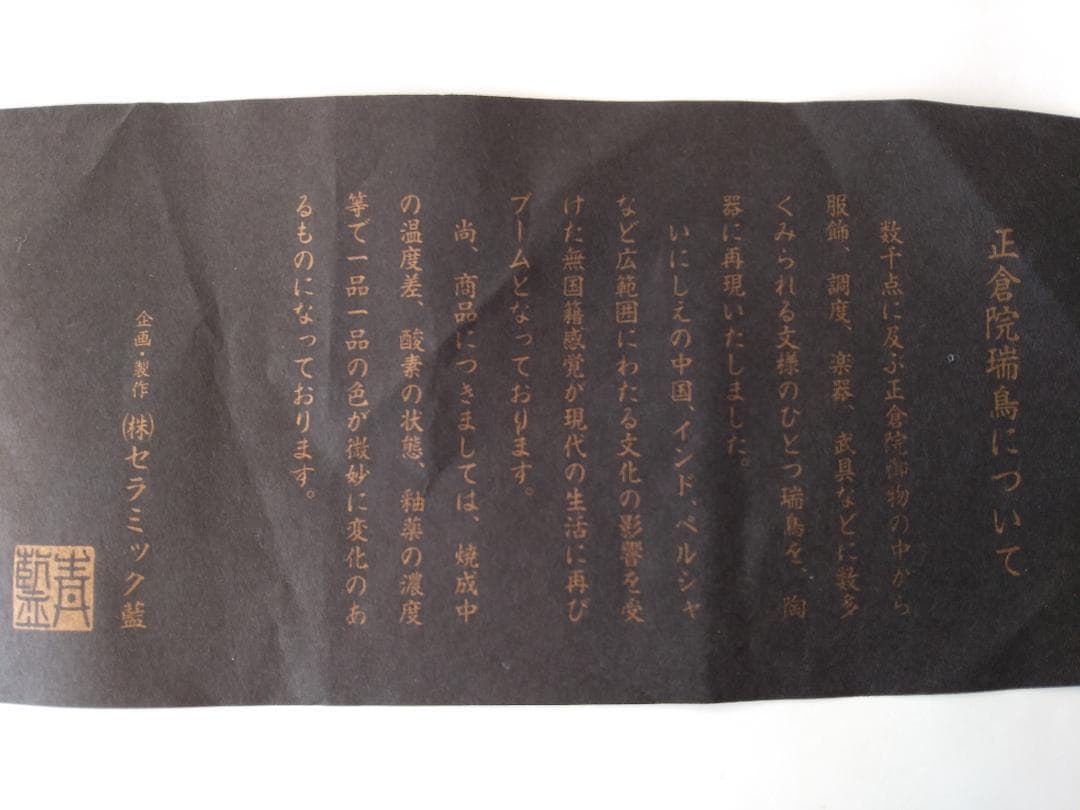 正倉院瑞鳥について
数千点に及ぶ正倉院御物の中から
服飾、調度、楽器、武具などに数多
くみられる文様のひとつ瑞鳥を、陶
器に再現いたしました。
いにしえの中国、インド、ペルシャ
など広範囲にわたる文化の影響を受
けた無国籍感覚が現代の生活に再び
ブームとなっております。
尚、商品につきましては、焼成中
の温度差、酸素の状態、釉薬の濃度
等で一品一品の色が微妙に変化のあ
るものになっております。
企画・製作 ㈱セラミック藍